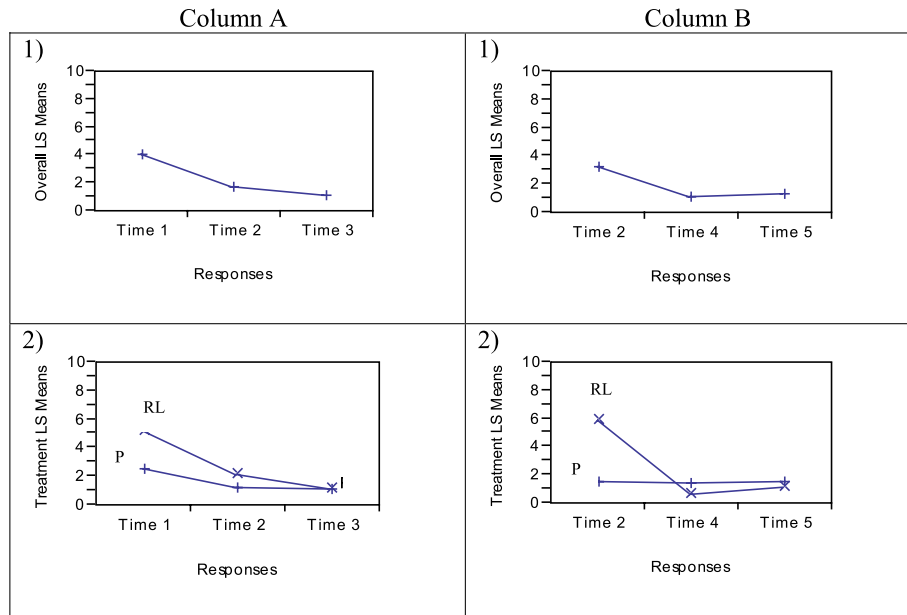 Column A
Column B
1)
10
8
6
4
2
0
Overall LS Means
Time 1 Time 2 Time 3
Responses
1)
10
8
6
4
2
0
Overall LS Means
Time 2 Time 4 Time 5
Responses
2)
10
8
6
4
2
0
Treatment LS Means
RL
P
Time 1 Time 2 Time 3
Responses
2)
10
8
6
4
2
0
Treatment LS Means
RL
P
Time 2 Time 4 Time 5
Responses